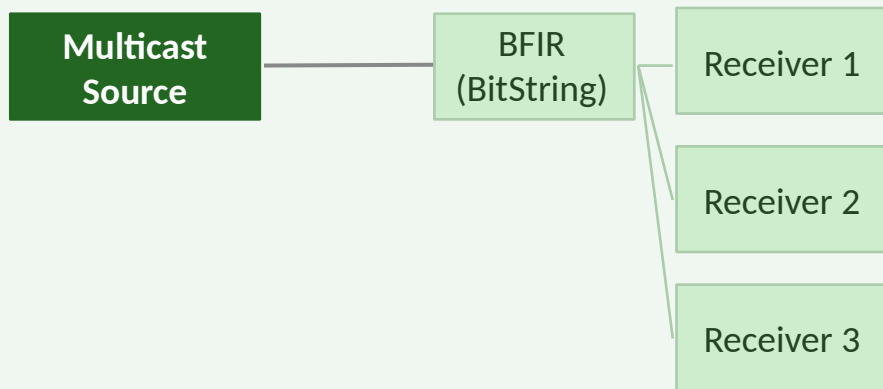 Multicast
Source
BFIR
(BitString)
Receiver 1
Receiver 2
Receiver 3